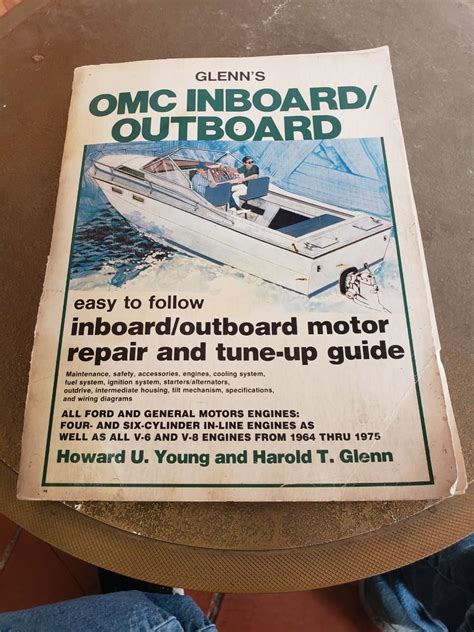 GLENN'S
OMC INBOARD/
OUTBOARD
easy to follow
inboard/outboard motor
repair and tune-up guide
Maintenance, safety, accessories, engines, cooling system,
fuel system, ignition system, starters/alternators,
outdrive, intermediate housing, tilt mechanism, specifications,
and wiring diagrams
ALL FORD AND GENERAL MOTORS ENGINES:
FOUR- AND SIX-CYLINDER IN-LINE ENGINES AS
WELL AS ALL V-6 AND V-8 ENGINES FROM 1964 THRU 1975
Howard U. Young and Harold T. Glenn